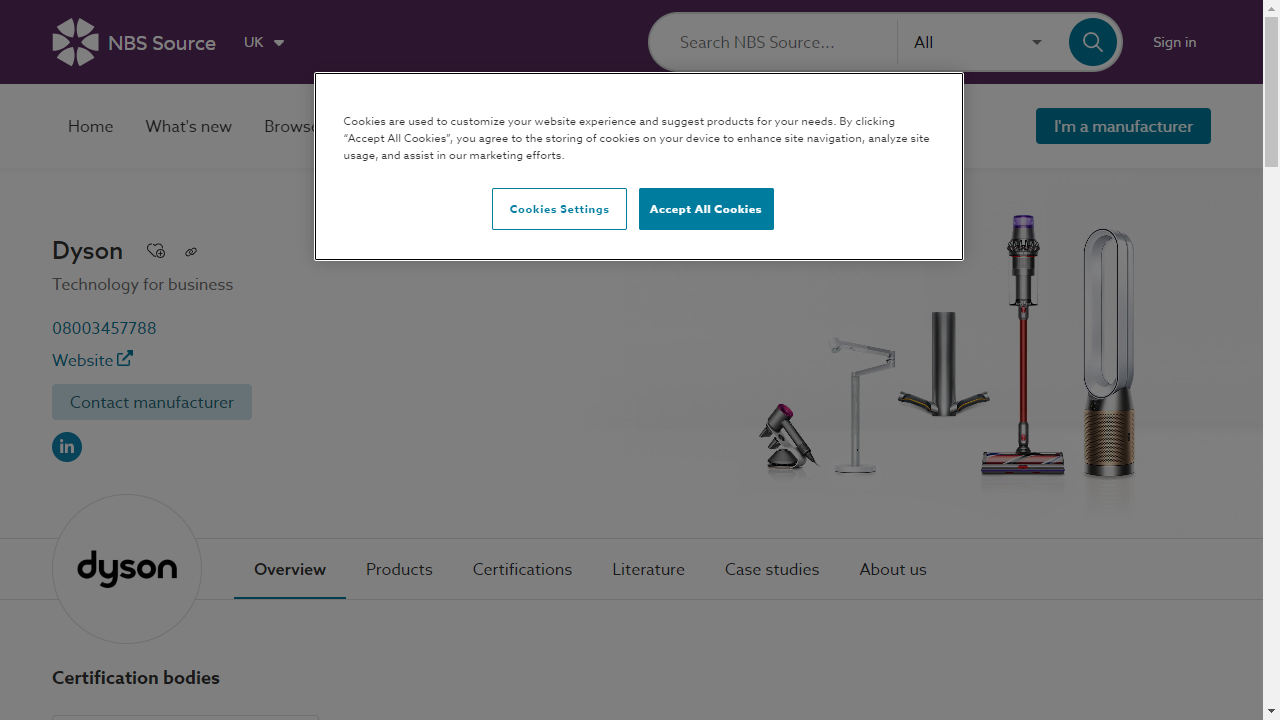 NBS Source
UK
Search NBS Source...
All
Sign in
Home
What's new
Browse
I'm a manufacturer
Cookies are used to customize your website experience and suggest products for your needs. By clicking
“Accept All Cookies”, you agree to the storing of cookies on your device to enhance site navigation, analyze site
usage, and assist in our marketing efforts.
Cookies Settings
Accept All Cookies
Dyson
Technology for business
08003457788
Website
Contact manufacturer
in
dyson
Overview
Products
Certifications
Literature
Case studies
About us
Certification bodies